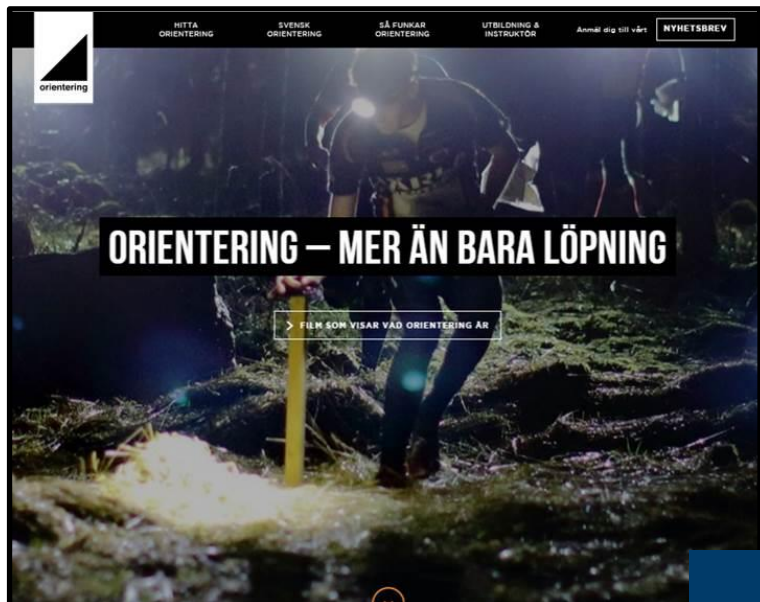 HITTA
ORIENTERING
SVENSK
ORIENTERING
SÅ FUNKAR
ORIENTERING
UTBILDNING &
INSTRUKTÖR
Anmäl dig till vårt
NYHETSBREV
orientering
ORIENTERING – MER ÄN BARA LÖPNING
FILM SOM VISAR VAD ORIENTERING ÄR